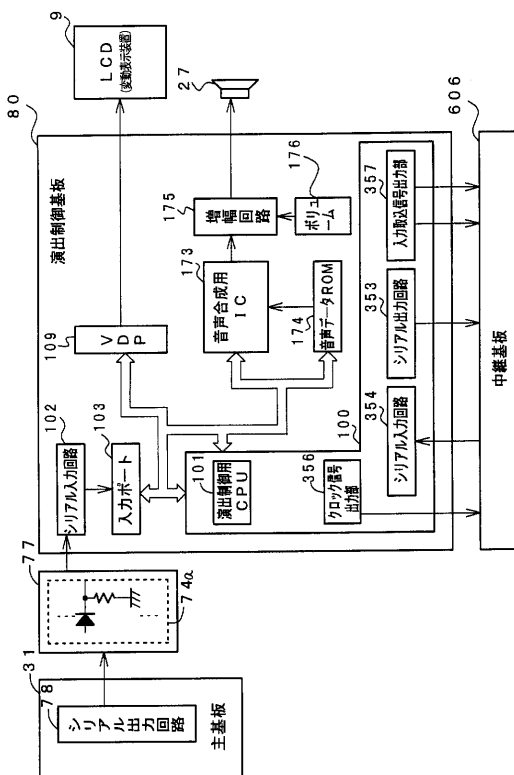 31
78
シリアル出力回路
主基板
77
74a
80
演出制御基板
102
シリアル入力回路
103
入力ポート
109
VDP
9
LCD
(変動表示装置)
27
173
音声合成用
IC
175
増幅
回路
176
ボリュ
ーム
174
音声データROM
100
101
演出制御用
CPU
356
クロック信号
出力部
354
シリアル入力回路
353
シリアル出力回路
357
入力取込信号出力部
606
中継基板